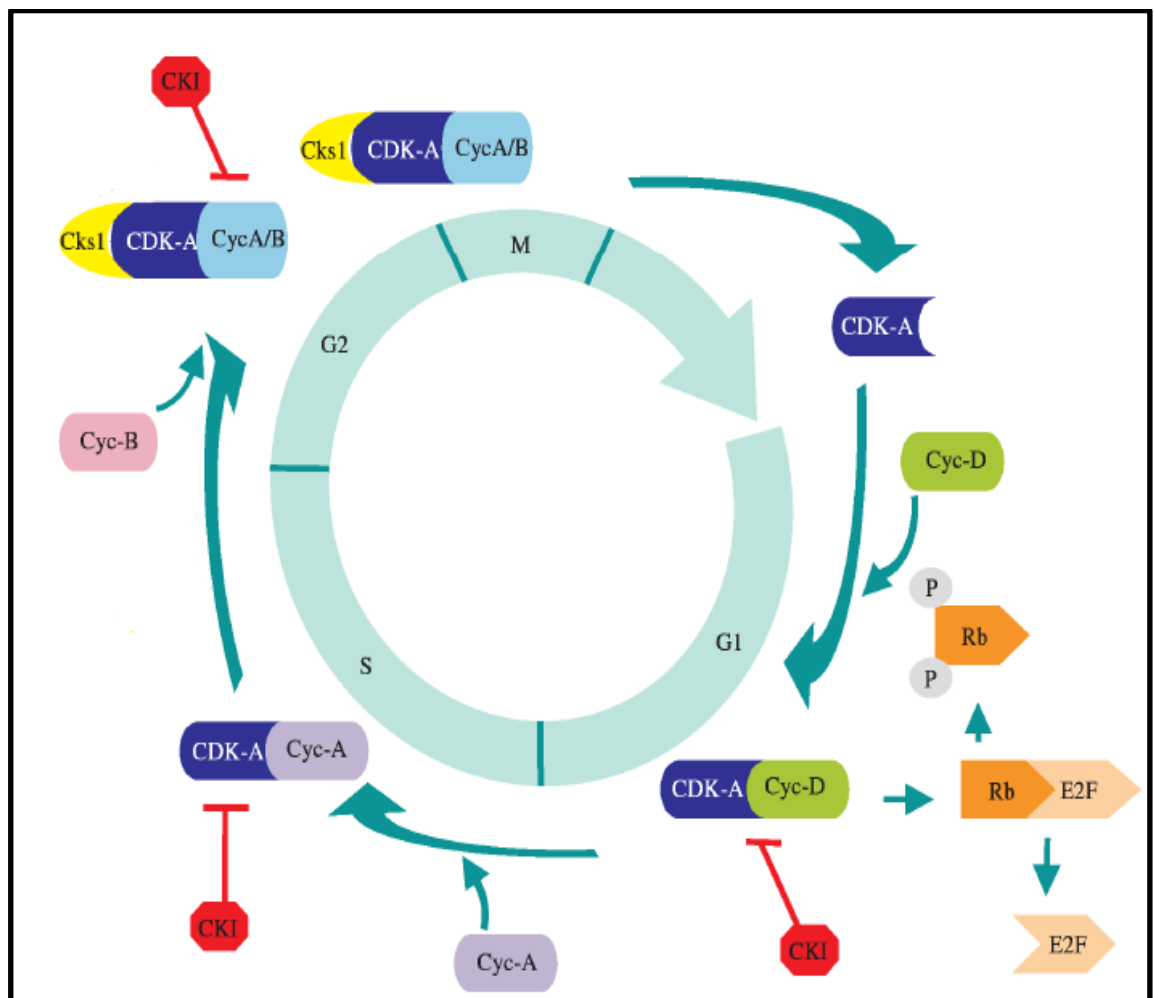 CKI
Cks1 CDK-A CycA/B
Cks1 CDK-A CycA/B
M
CDK-A
G2
Cyc-B
Cyc-D
P
Rb
P
G1
S
CDK-A Cyc-A
CDK-A Cyc-D
Rb E2F
CKI
CKI
E2F
Cyc-A